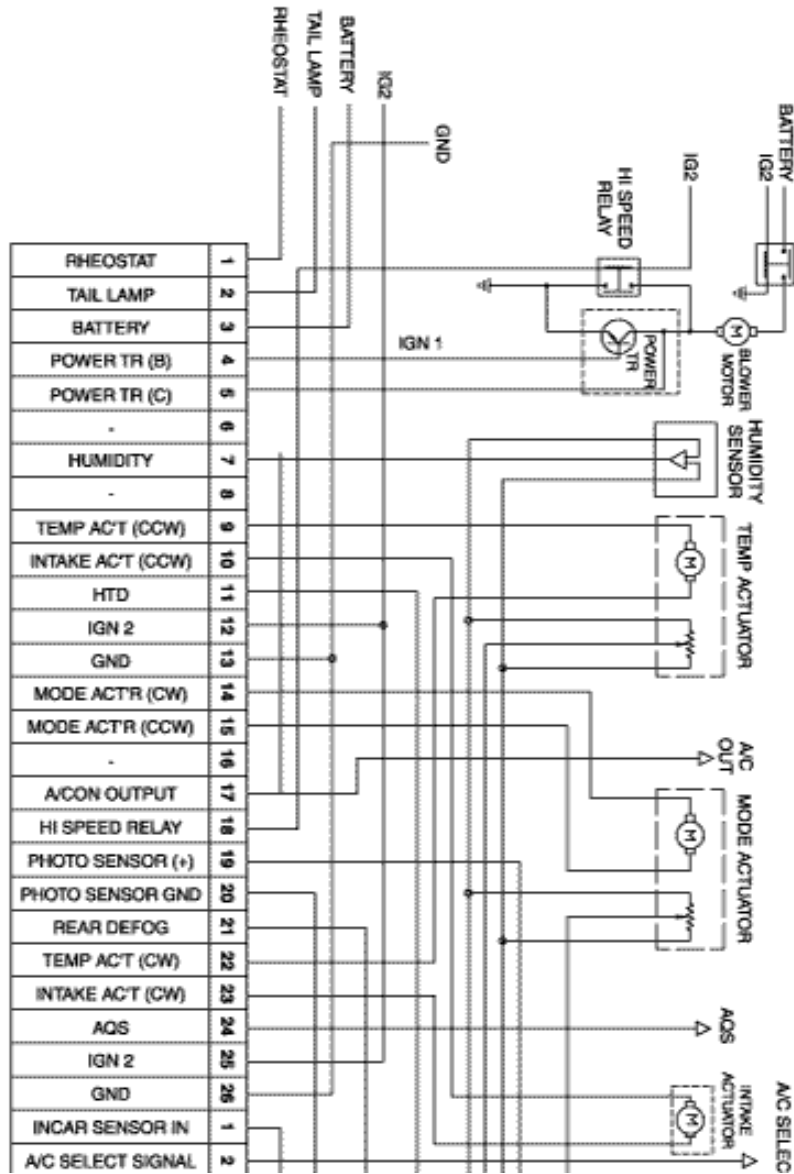 RHEOSTAT
TAIL LAMP
BATTERY
IG2
GND
HI SPEED
RELAY
IG2
BATTERY
IG2
M
BLOWER
MOTOR
POWER
TR
IGN 1
HUMIDITY
SENSOR
TEMP ACTUATOR
M
A/C
OUT
MODE ACTUATOR
M
AQS
INTAKE
ACTUATOR
M
A/C SELEC
RHEOSTAT 1
TAIL LAMP 2
BATTERY 3
POWER TR (B) 4
POWER TR (C) 5
- 6
HUMIDITY 7
- 8
TEMP AC'T (CCW) 9
INTAKE AC'T (CCW) 10
HTD 11
IGN 2 12
GND 13
MODE ACT'R (CW) 14
MODE ACT'R (CCW) 15
- 16
A/CON OUTPUT 17
HI SPEED RELAY 18
PHOTO SENSOR (+) 19
PHOTO SENSOR GND 20
REAR DEFOG 21
TEMP AC'T (CW) 22
INTAKE AC'T (CW) 23
AQS 24
IGN 2 25
GND 26
INCAR SENSOR IN 1
A/C SELECT SIGNAL 2